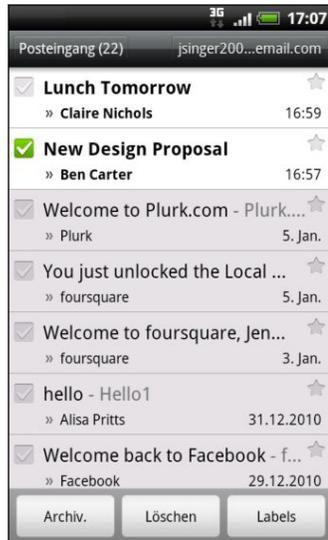 3G 17:07
Posteingang (22) jsinger200...email.com
Lunch Tomorrow
» Claire Nichols 16:59
New Design Proposal
» Ben Carter 16:57
Welcome to Plurk.com - Plurk....
» Plurk 5. Jan.
You just unlocked the Local ...
» foursquare 5. Jan.
Welcome to foursquare, Jen...
» foursquare 3. Jan.
hello - Hello1
» Alisa Pritts 31.12.2010
Welcome back to Facebook - f...
» Facebook 29.12.2010
Archiv. Löschen Labels